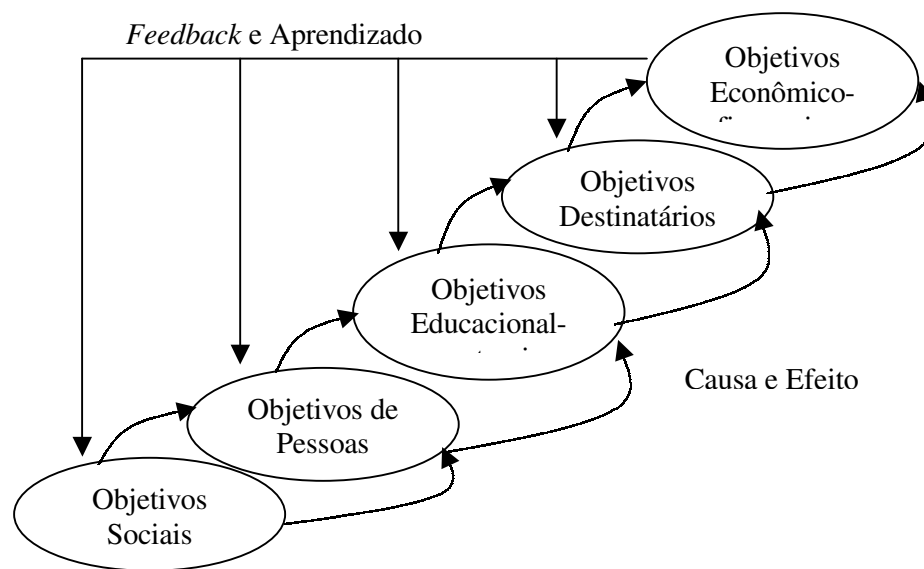 Feedback e Aprendizado
Objetivos
Econômico-
Objetivos
Destinatários
Objetivos
Educacional-
Causa e Efeito
Objetivos de
Pessoas
Objetivos
Sociais